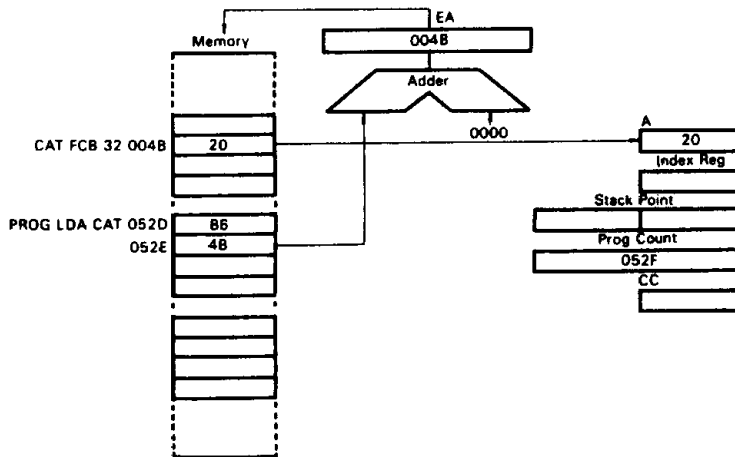 EA
Memory
004B
Adder
A
0000
CAT FCB 32 004B 20
20
Index Reg
Stack Point
PROG LDA CAT 052D B6
Prog Count
052E 4B
052F
CC